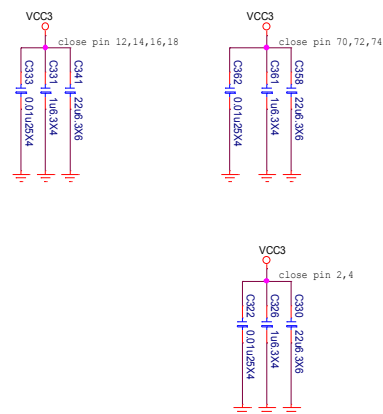 VCC3
close pin 12,14,16,18
C333
0.01u25X4
C331
1u6.3X4
C341
22u6.3X6
VCC3
close pin 70,72,74
C362
0.01u25X4
C361
1u6.3X4
C358
22u6.3X6
VCC3
close pin 2,4
C322
0.01u25X4
C326
1u6.3X4
C330
22u6.3X6